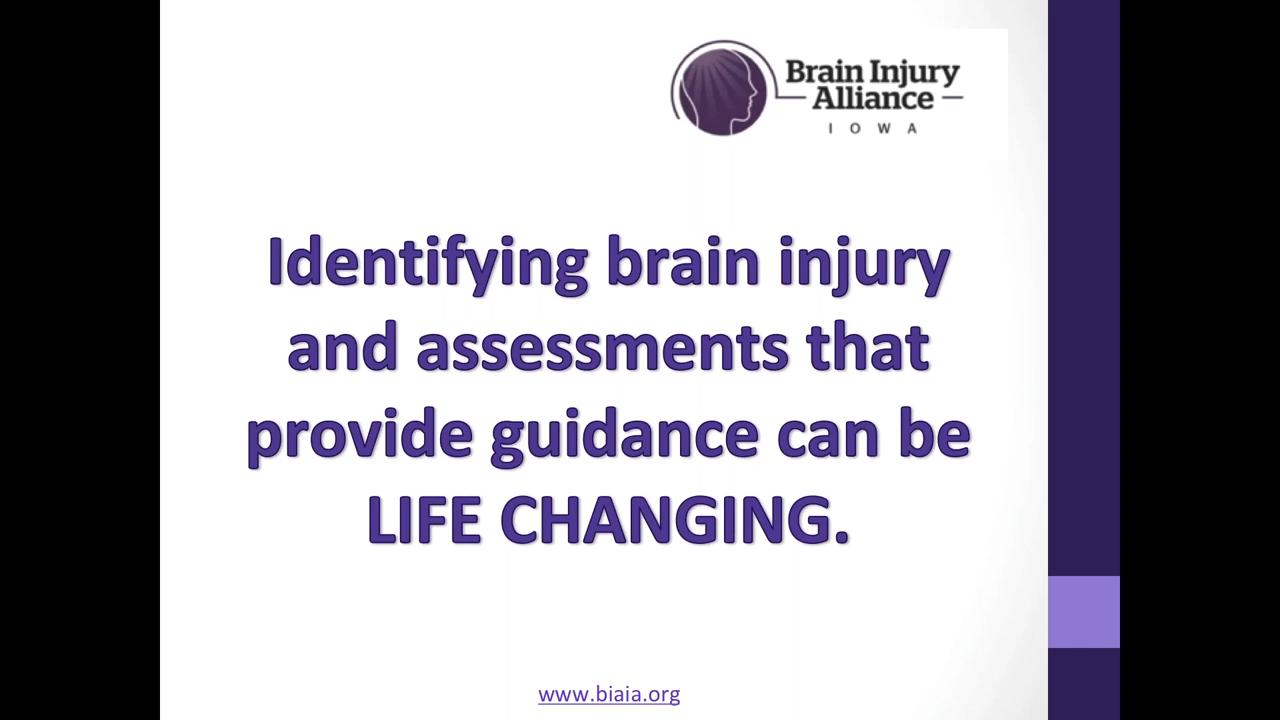 Brain Injury
Alliance
IOWA
Identifying brain injury
and assessments that
provide guidance can be
LIFE CHANGING.
www.biaia.org